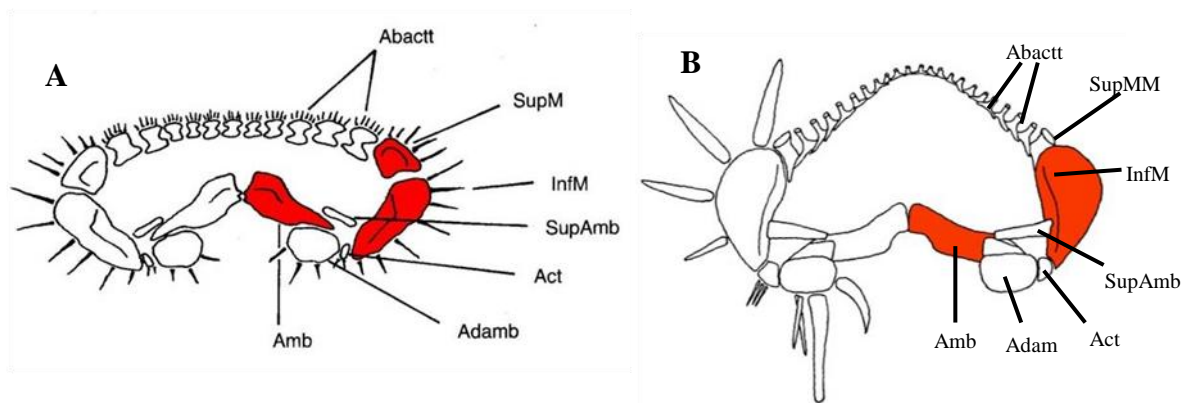 A
Abactt
SupM
InfM
SupAmb
Act
Adamb
Amb
B
Abactt
SupMM
InfM
SupAmb
Act
Adam
Amb